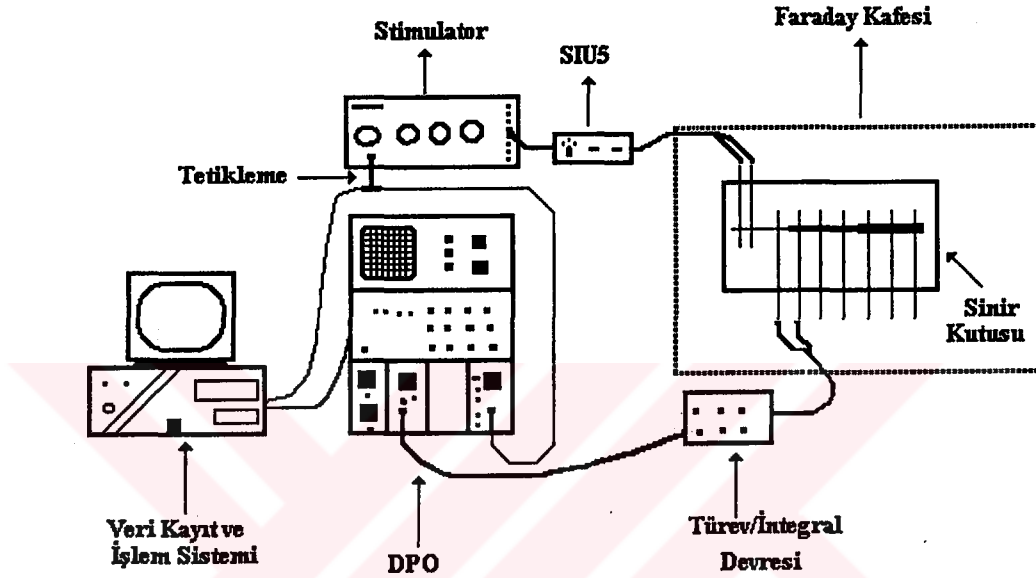 Faraday Kafesi
Stimulator
SIU5
Tetikleme
Sinir
Kutusu
Veri Kayıt ve
İşlem Sistemi
DPO
Türev/İntegral
Devresi